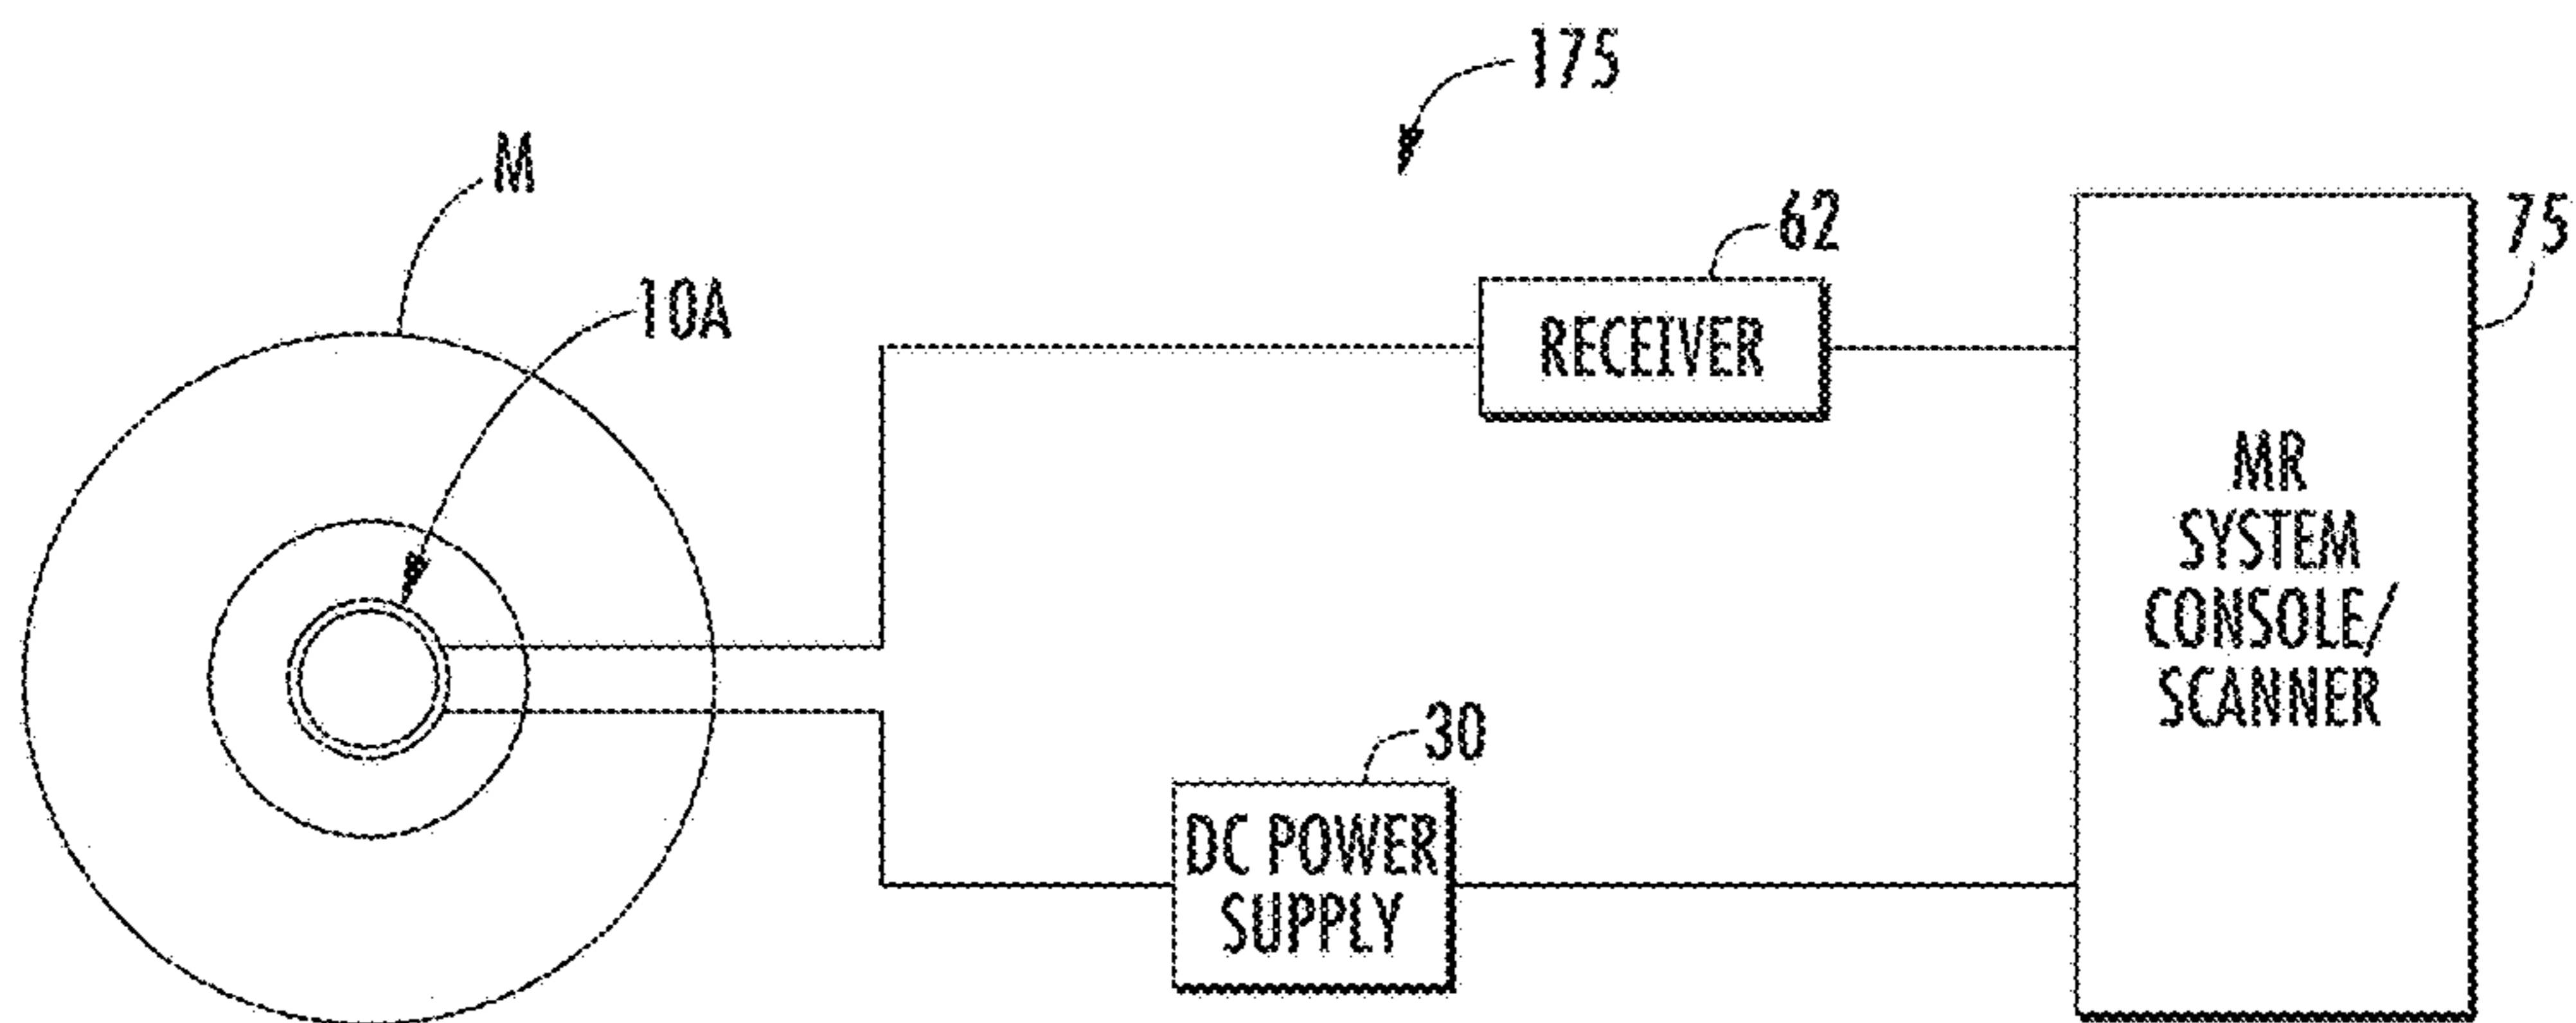 175
M
62
75
10A
RECEIVER
MR
SYSTEM
CONSOLE/
SCANNER
30
DC POWER
SUPPLY